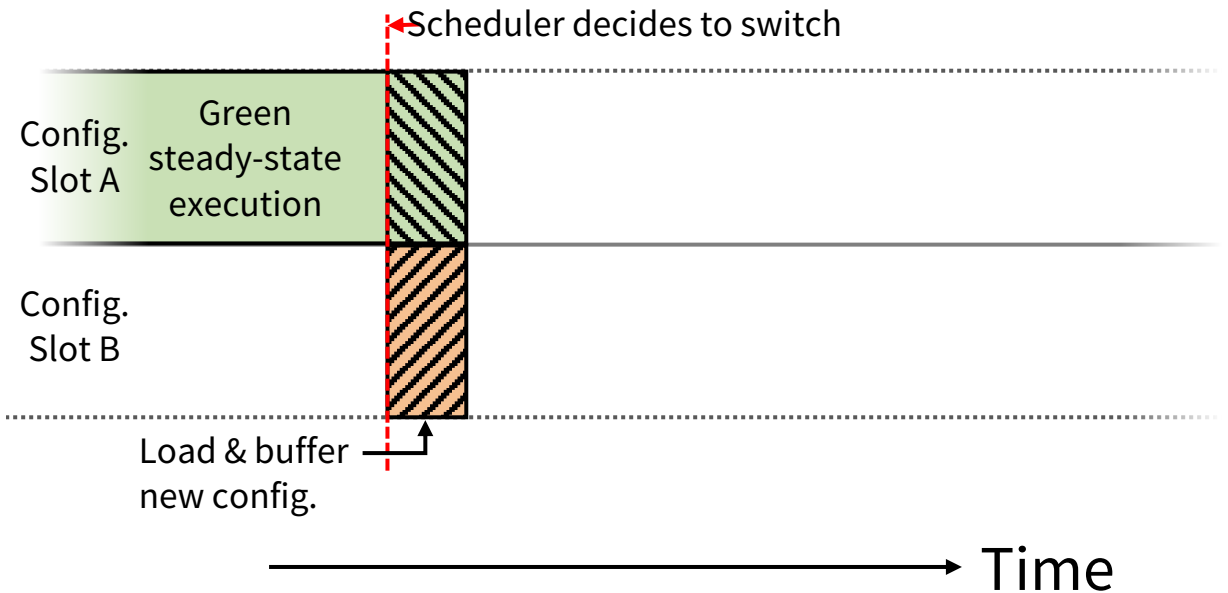 Scheduler decides to switch
Config.
Slot A
Green
steady-state
execution
Config.
Slot B
Load & buffer
new config.
Time